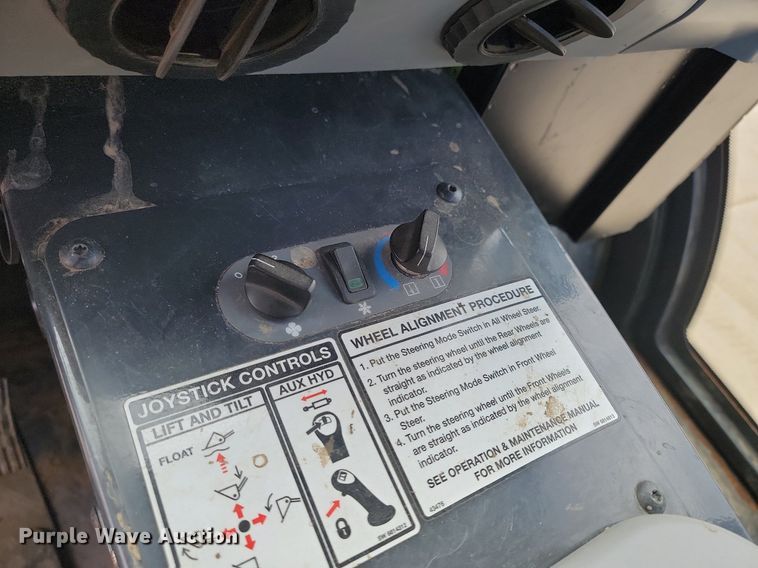 0
WHEEL ALIGNMENT PROCEDURE
1. Put the Steering Mode Switch in All Wheel Steer.
2. Turn the steering wheel until the Rear Wheels are
straight as indicated by the wheel alignment
indicator.
3. Put the Steering Mode Switch in Front Wheel
Steer.
4. Turn the steering wheel until the Front Wheels
are straight as indicated by the wheel alignment
indicator.
SEE OPERATION & MAINTENANCE MANUAL
FOR MORE INFORMATION
43476
JOYSTICK CONTROLS
LIFT AND TILT
AUX HYD
FLOAT
Purple Wave Auction